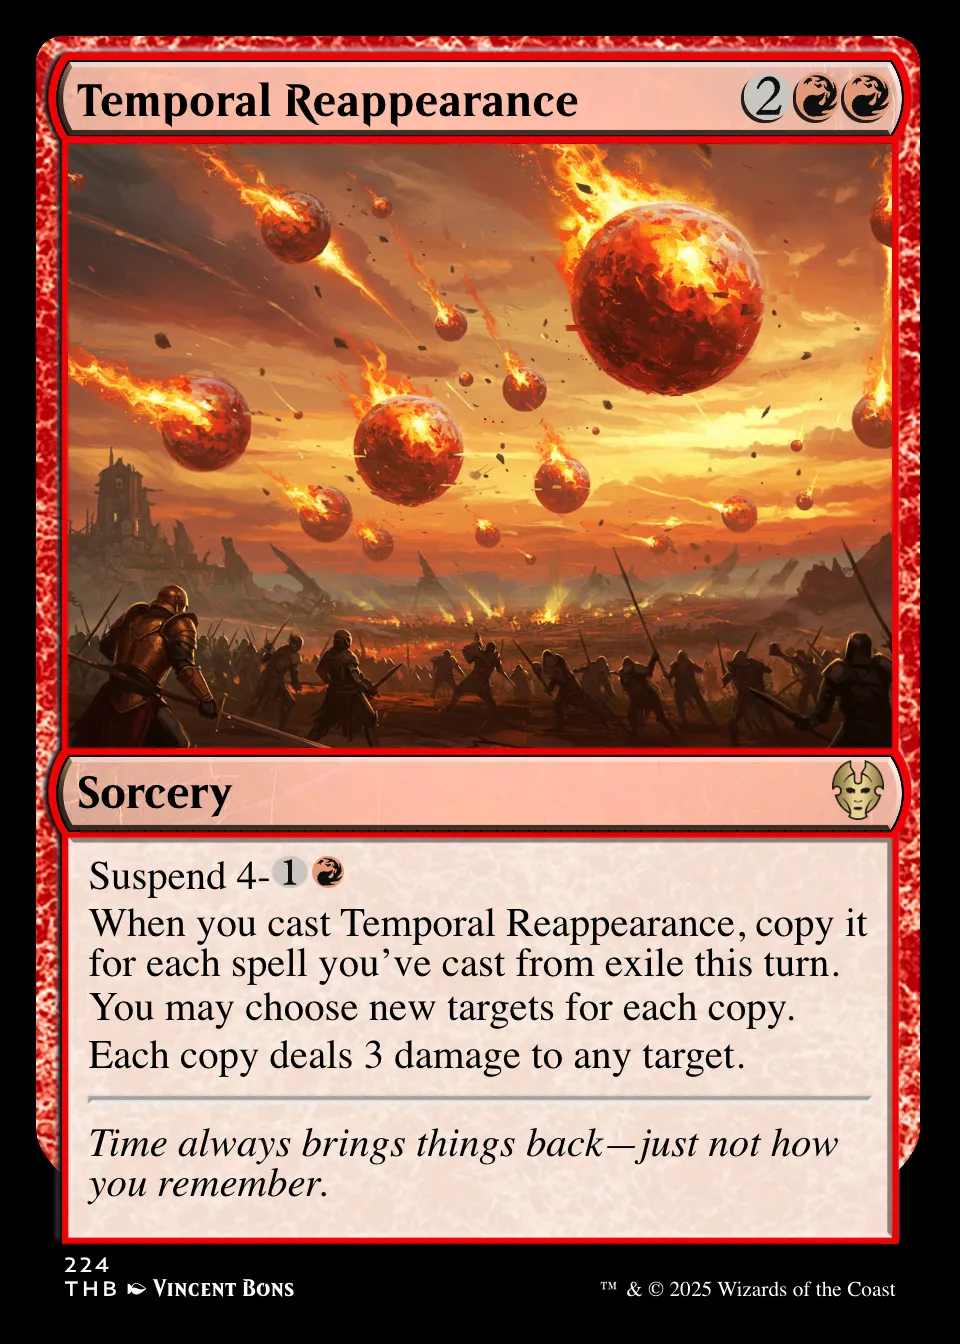 Temporal Reappearance 2
Sorcery
Suspend 4-1
When you cast Temporal Reappearance, copy it
for each spell you’ve cast from exile this turn.
You may choose new targets for each copy.
Each copy deals 3 damage to any target.
Time always brings things back—just not how
you remember.
224
THB Vincent Bons
™ & © 2025 Wizards of the Coast